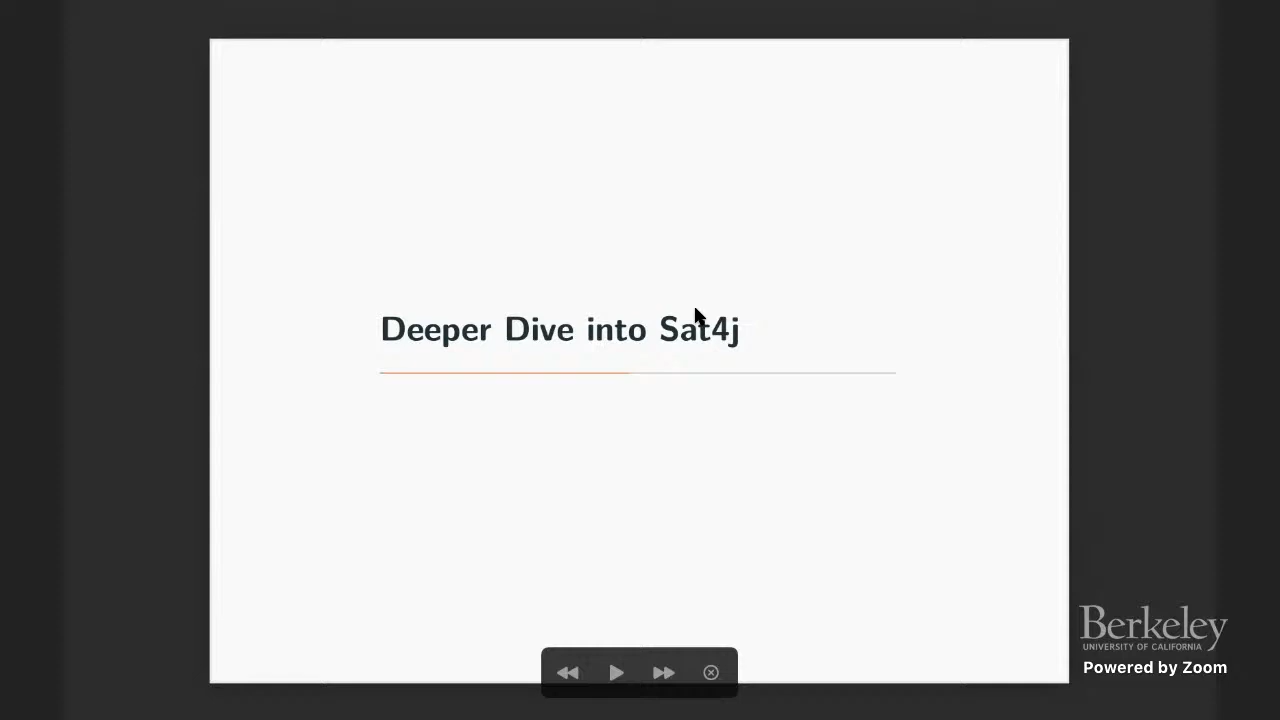 Deeper Dive into Sat4j
Berkeley
UNIVERSITY OF CALIFORNIA
Powered by Zoom